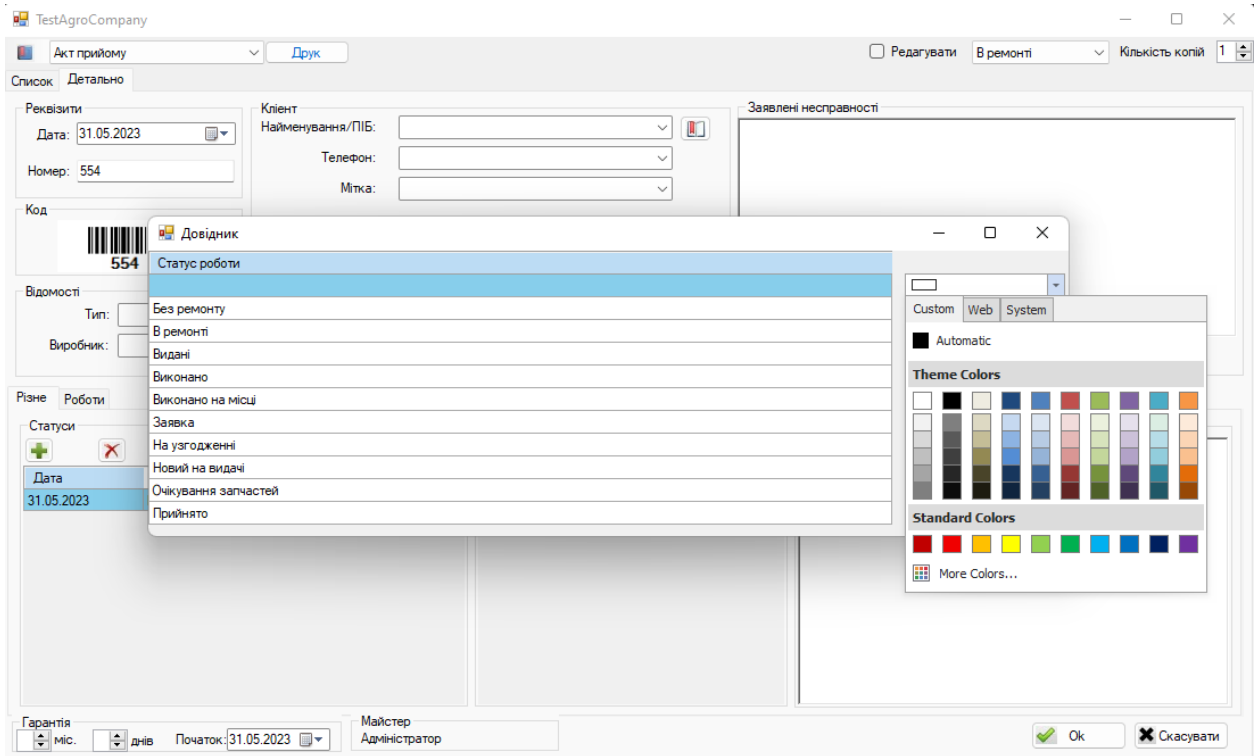 TestAgroCompany
Акт прийому Друк Редагувати В ремонті Кількість копій 1
Список Детально
Реквізити Клієнт Заявлені несправності
Дата: 31.05.2023 Найменування/ПІБ:
Телефон:
Номер: 554
Мітка:
Код
554
Довідник
Статус роботи
Відомості
Тип:
Виробник:
Без ремонту
В ремонті
Видані
Виконано
Виконано на місці
Заявка
На узгодженні
Новий на видачі
Очікування запчастей
Прийнято
Custom Web System
Automatic
Theme Colors
Standard Colors
More Colors...
Різне Роботи
Статуси
Дата
31.05.2023
Гарантія Майстер
міс. днів Початок: 31.05.2023 Адміністратор Ok Скасувати